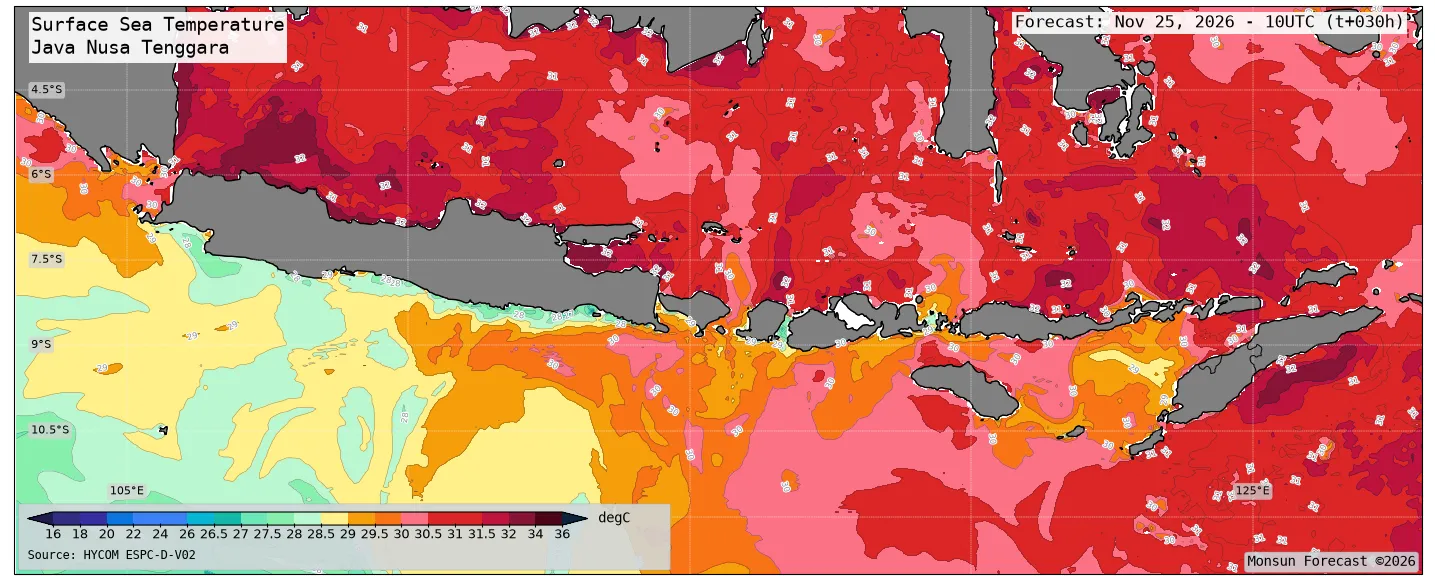 Surface Sea Temperature
Java Nusa Tenggara
Forecast: Nov 25, 2026 - 10UTC (t+030h)
4.5°S
6°S
7.5°S
9°S
10.5°S
105°E
125°E
degC
16 18 20 22 24 26 26.5 27 27.5 28 28.5 29 29.5 30 30.5 31 31.5 32 34 36
Source: HYCOM ESPC-D-V02
Monsun Forecast ©2026